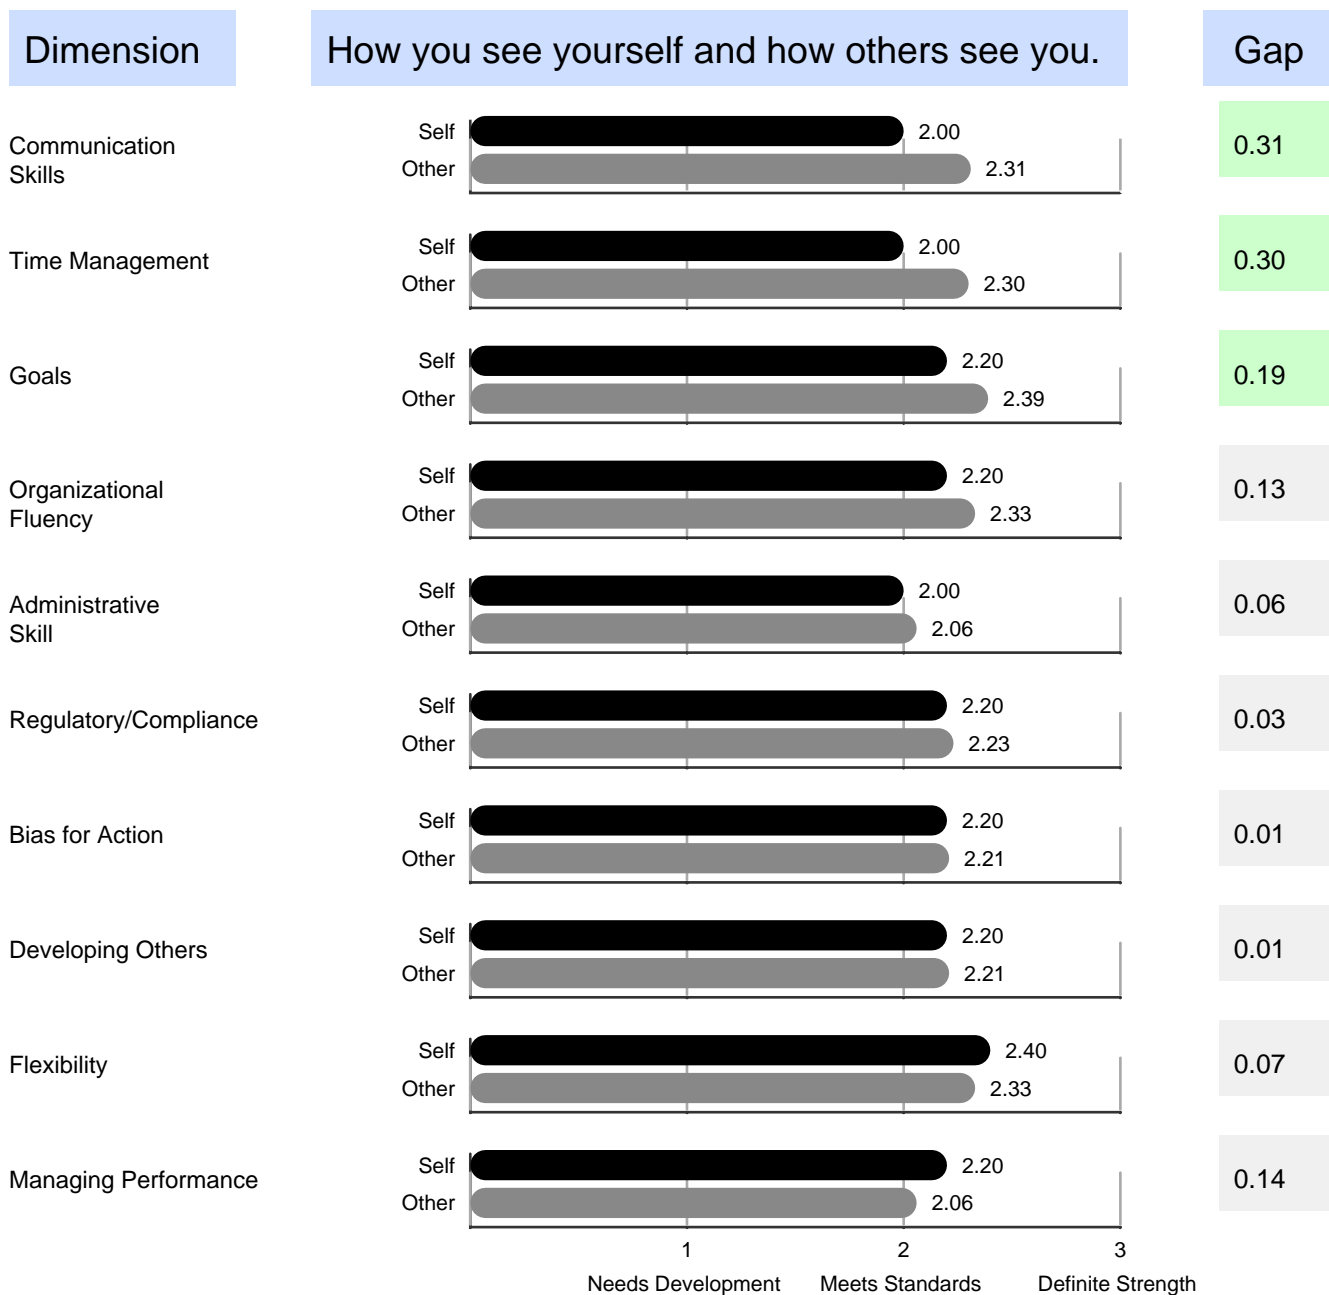 Dimension
How you see yourself and how others see you.
Gap
Communication
Skills
Self
2.00
Other
2.31
0.31
Time Management
Self
2.00
Other
2.30
0.30
Goals
Self
2.20
Other
2.39
0.19
Organizational
Fluency
Self
2.20
Other
2.33
0.13
Administrative
Skill
Self
2.00
Other
2.06
0.06
Regulatory/Compliance
Self
2.20
Other
2.23
0.03
Bias for Action
Self
2.20
Other
2.21
0.01
Developing Others
Self
2.20
Other
2.21
0.01
Flexibility
Self
2.40
Other
2.33
0.07
Managing Performance
Self
2.20
Other
2.06
0.14
1
2
3
Needs Development
Meets Standards
Definite Strength